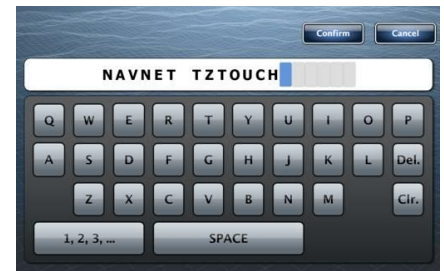 Confirm Cancel
NAVNET TZTOUCH
Q W E R T Y U I O P
A S D F G H J K L Del.
Z X C V B N M Clr.
1, 2, 3, ... SPACE